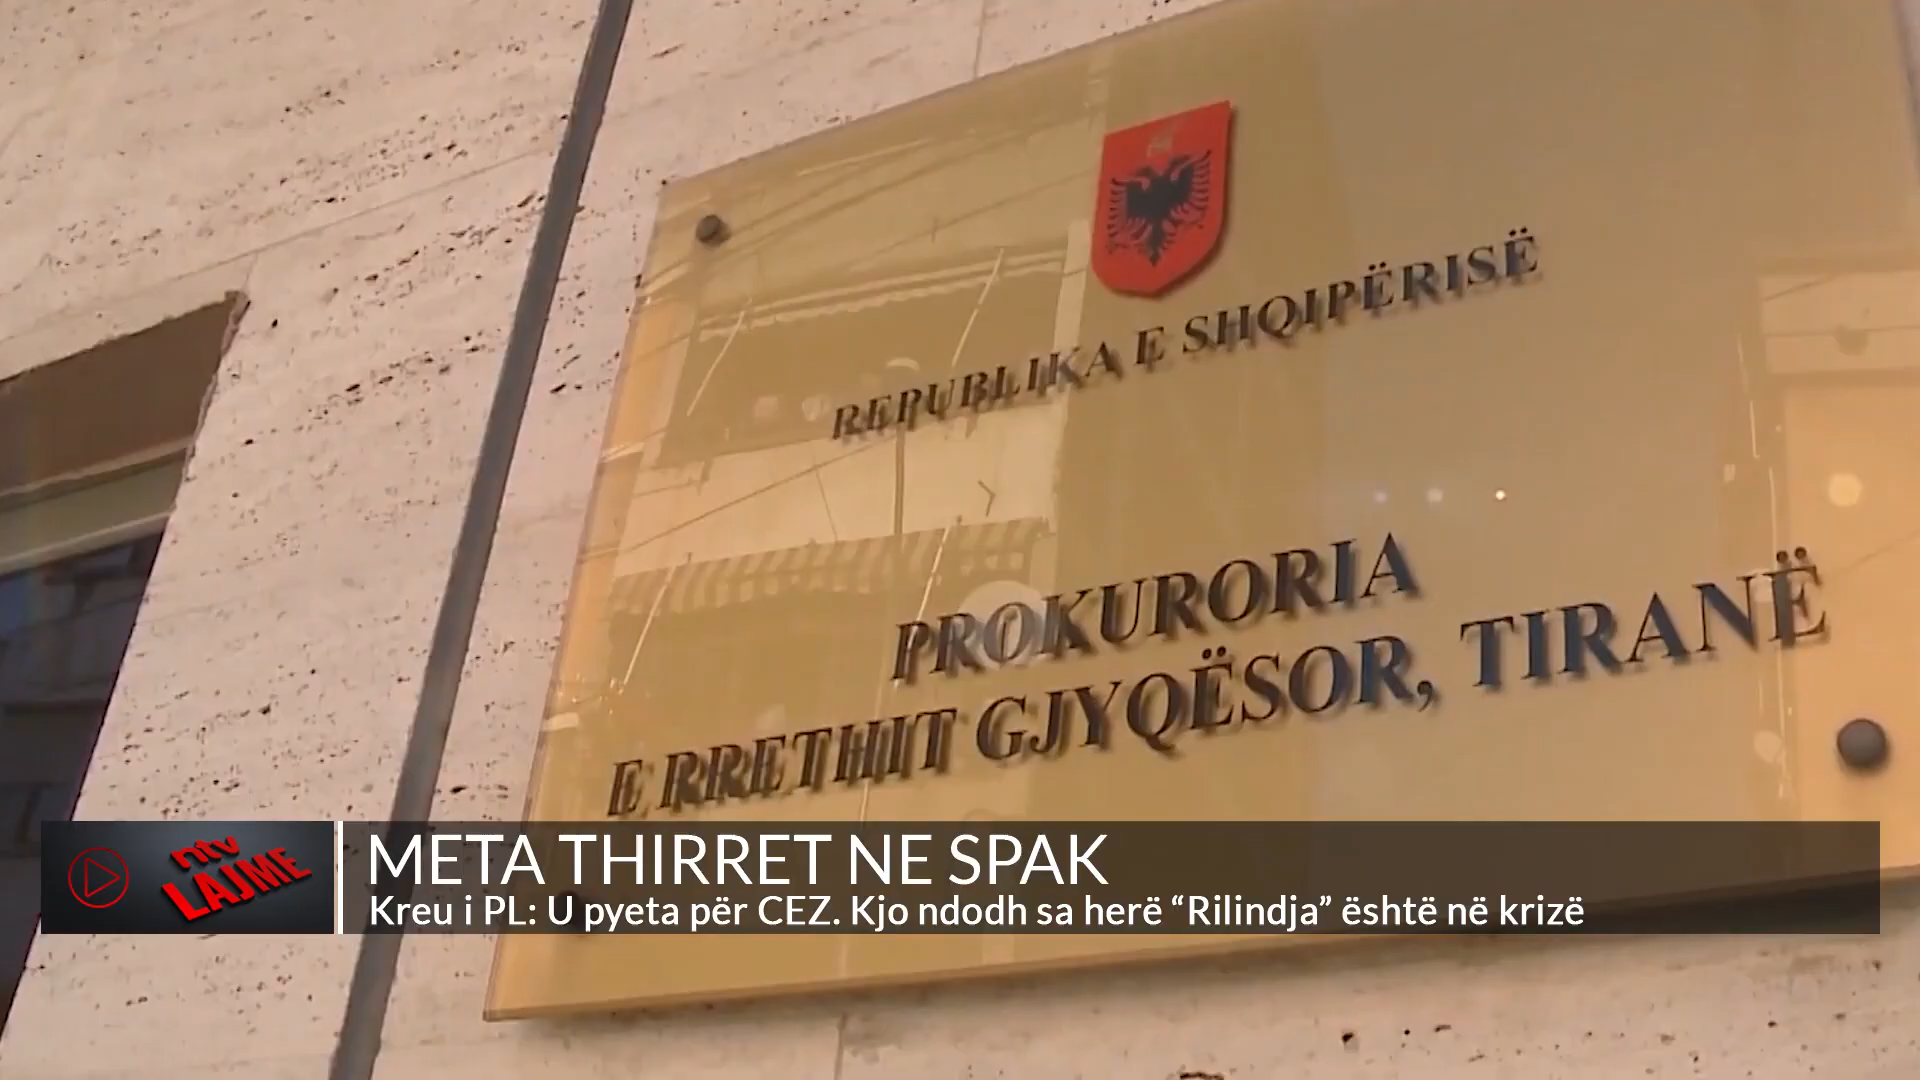 REPUBLIKA E SHQIPËRISË
PROKURORIA
E RRETHIT GJYQËSOR, TIRANË
ntv
LAJME
META THIRRET NE SPAK
Kreu i PL: U pyeta për CEZ. Kjo ndodh sa herë “Rilindja” është në krizë